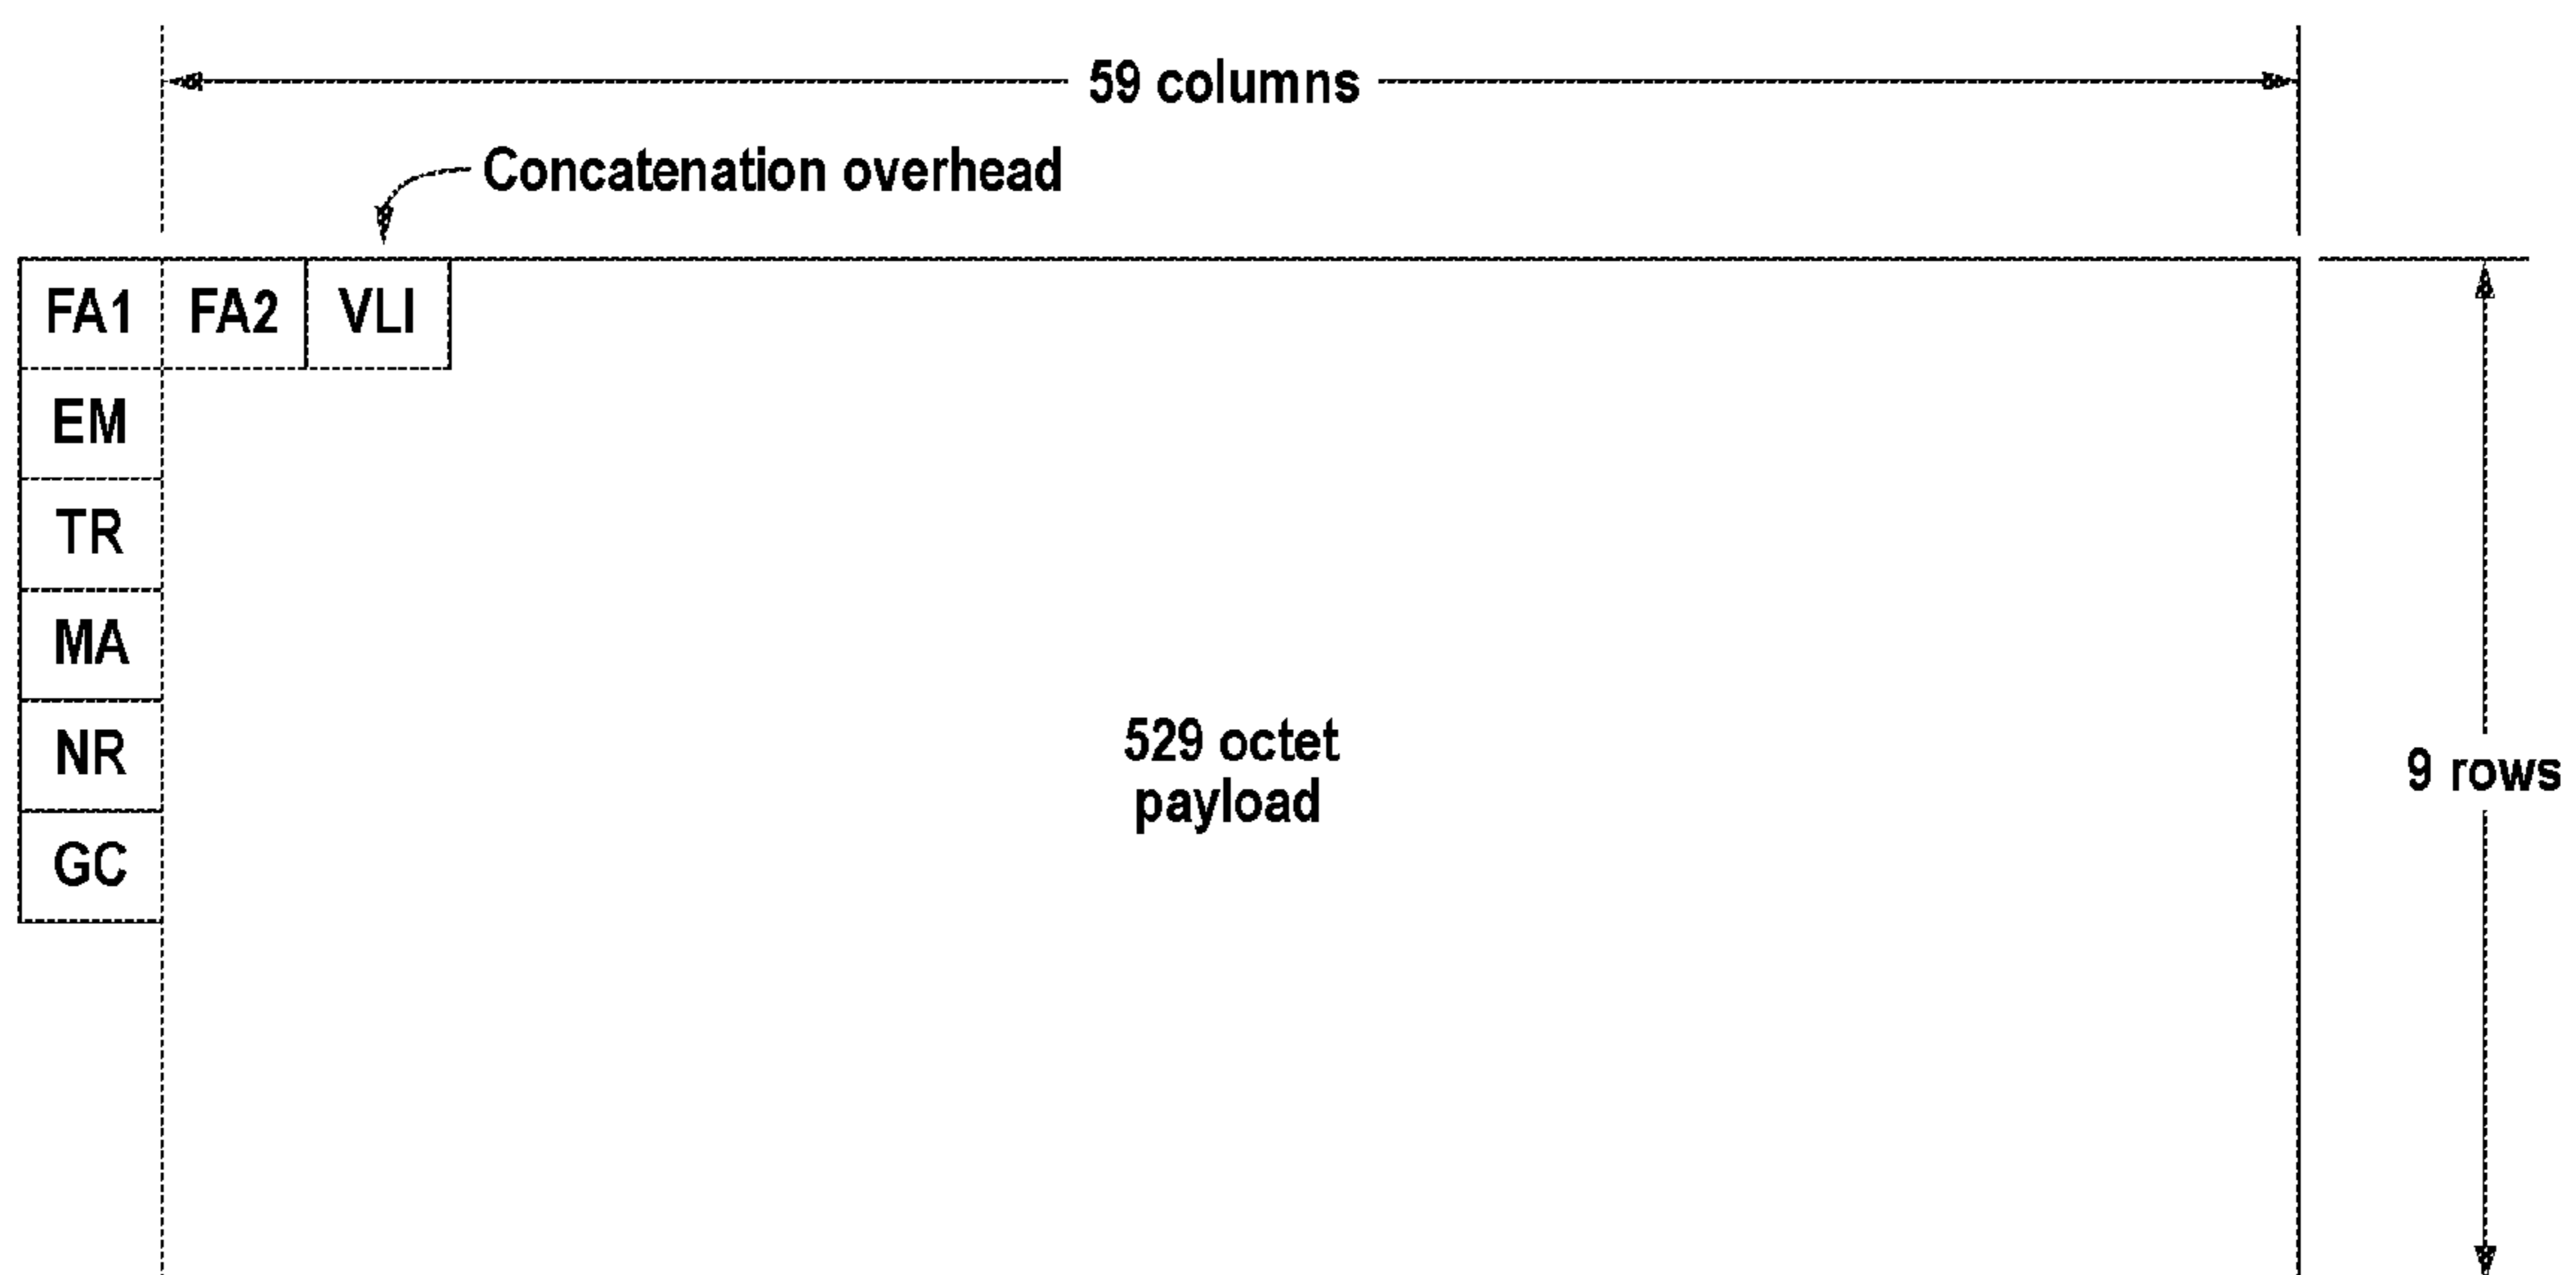 59 columns
Concatenation overhead
FA1 FA2 VLI
EM
TR
MA
NR
GC
529 octet
payload
9 rows